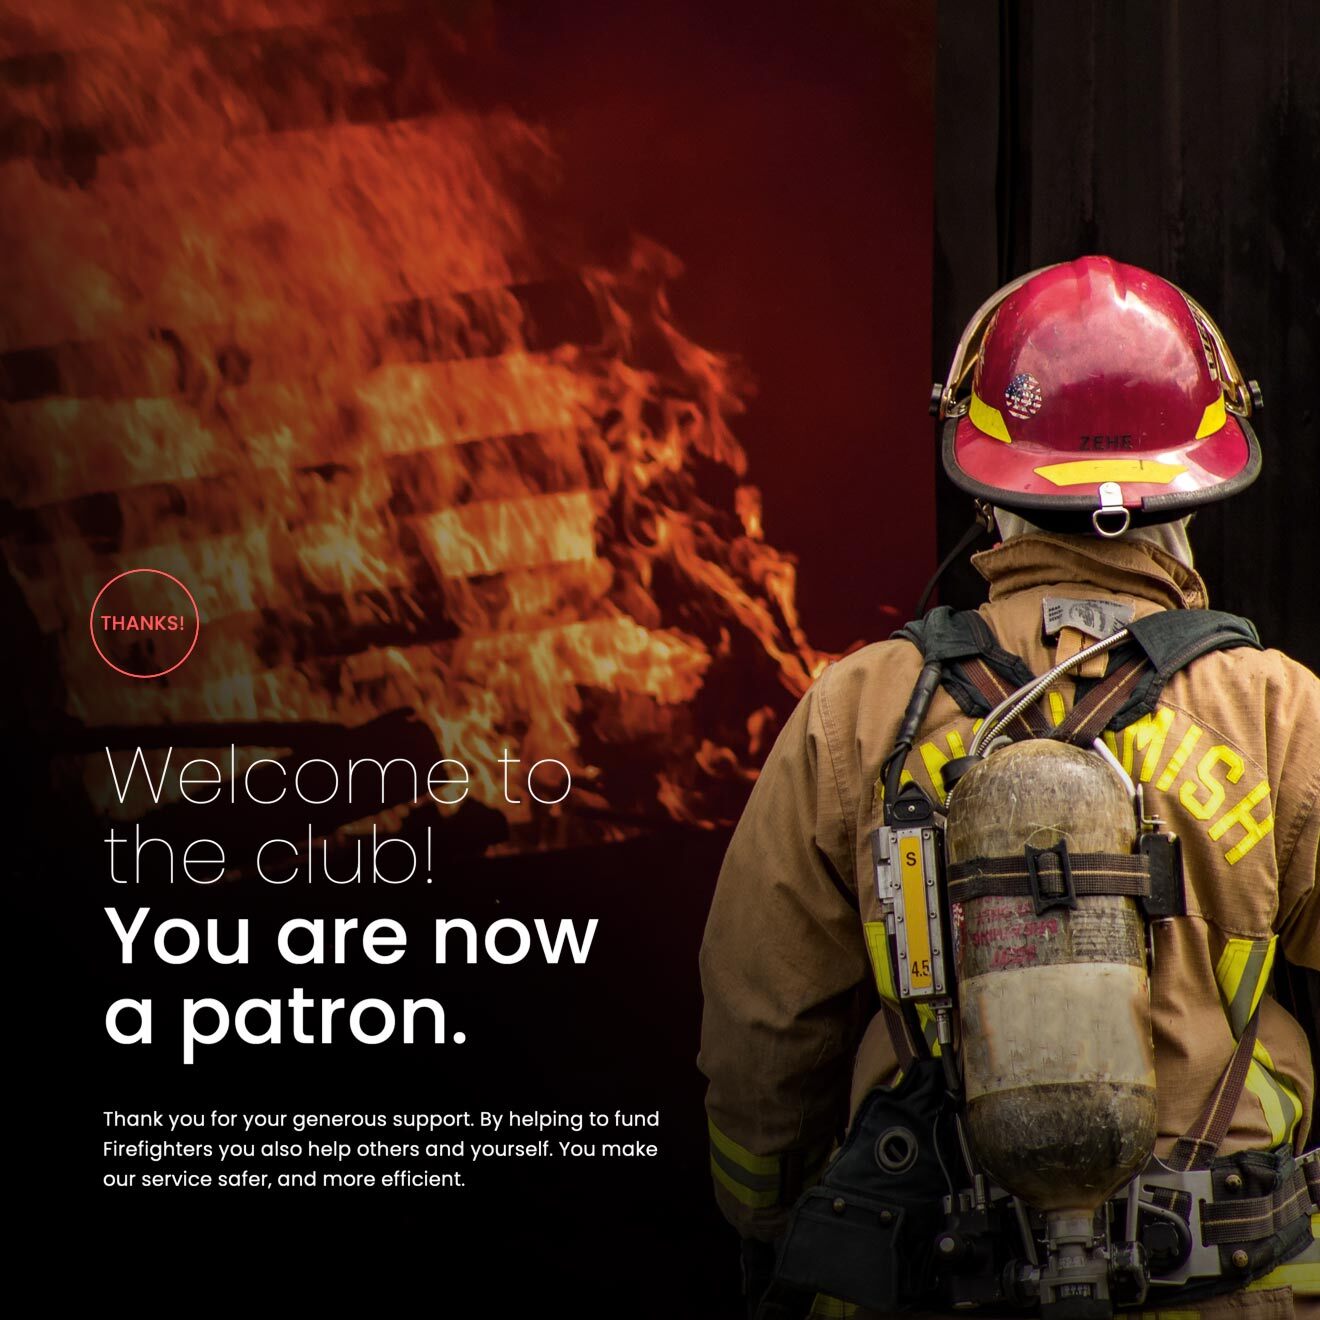 ZEHE
THANKS!
Welcome to
the club!
You are now
a patron.
MISH
S
4.5
Thank you for your generous support. By helping to fund
Firefighters you also help others and yourself. You make
our service safer, and more efficient.